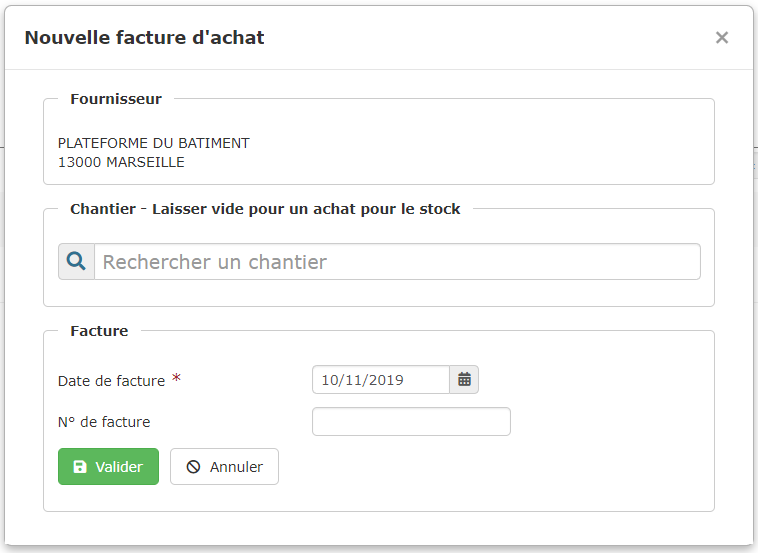 Nouvelle facture d'achat
Fournisseur
PLATEFORME DU BATIMENT
13000 MARSEILLE
Chantier - Laisser vide pour un achat pour le stock
Rechercher un chantier
Facture
Date de facture *
10/11/2019
N° de facture
Valider
Annuler